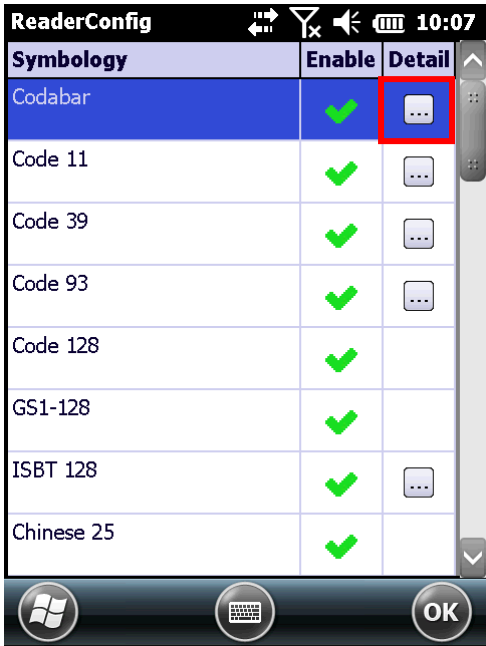 ReaderConfig 10:07
Symbology Enable Detail
Codabar ...
Code 11 ...
Code 39 ...
Code 93 ...
Code 128
GS1-128
ISBT 128 ...
Chinese 25
OK